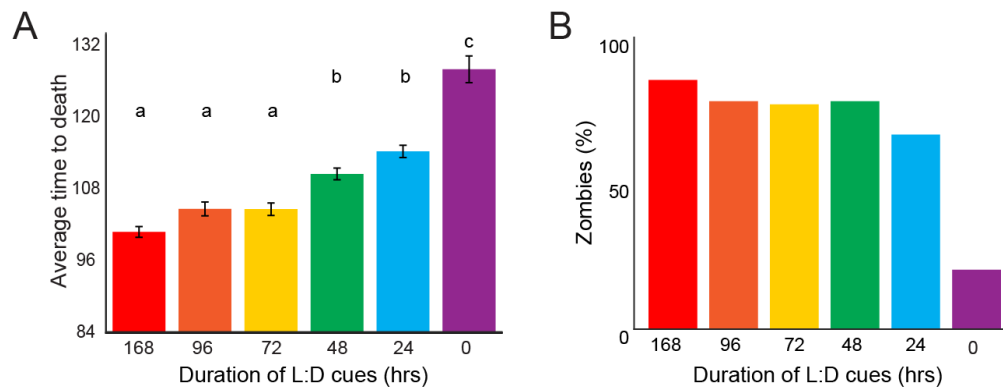 A
Average time to death
132
120
108
96
84
a a a b b c
168 96 72 48 24 0
Duration of L:D cues (hrs)
B
Zombies (%)
100
50
0
168 96 72 48 24 0
Duration of L:D cues (hrs)